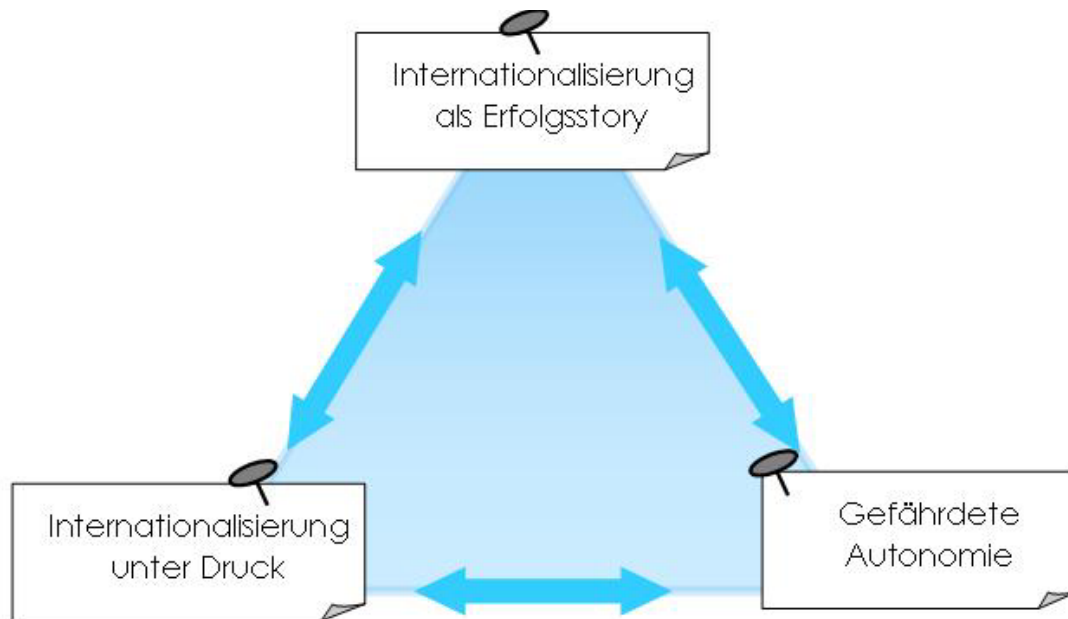 Internationalisierung
als Erfolgsstory
Internationalisierung
unter Druck
Gefährdete
Autonomie